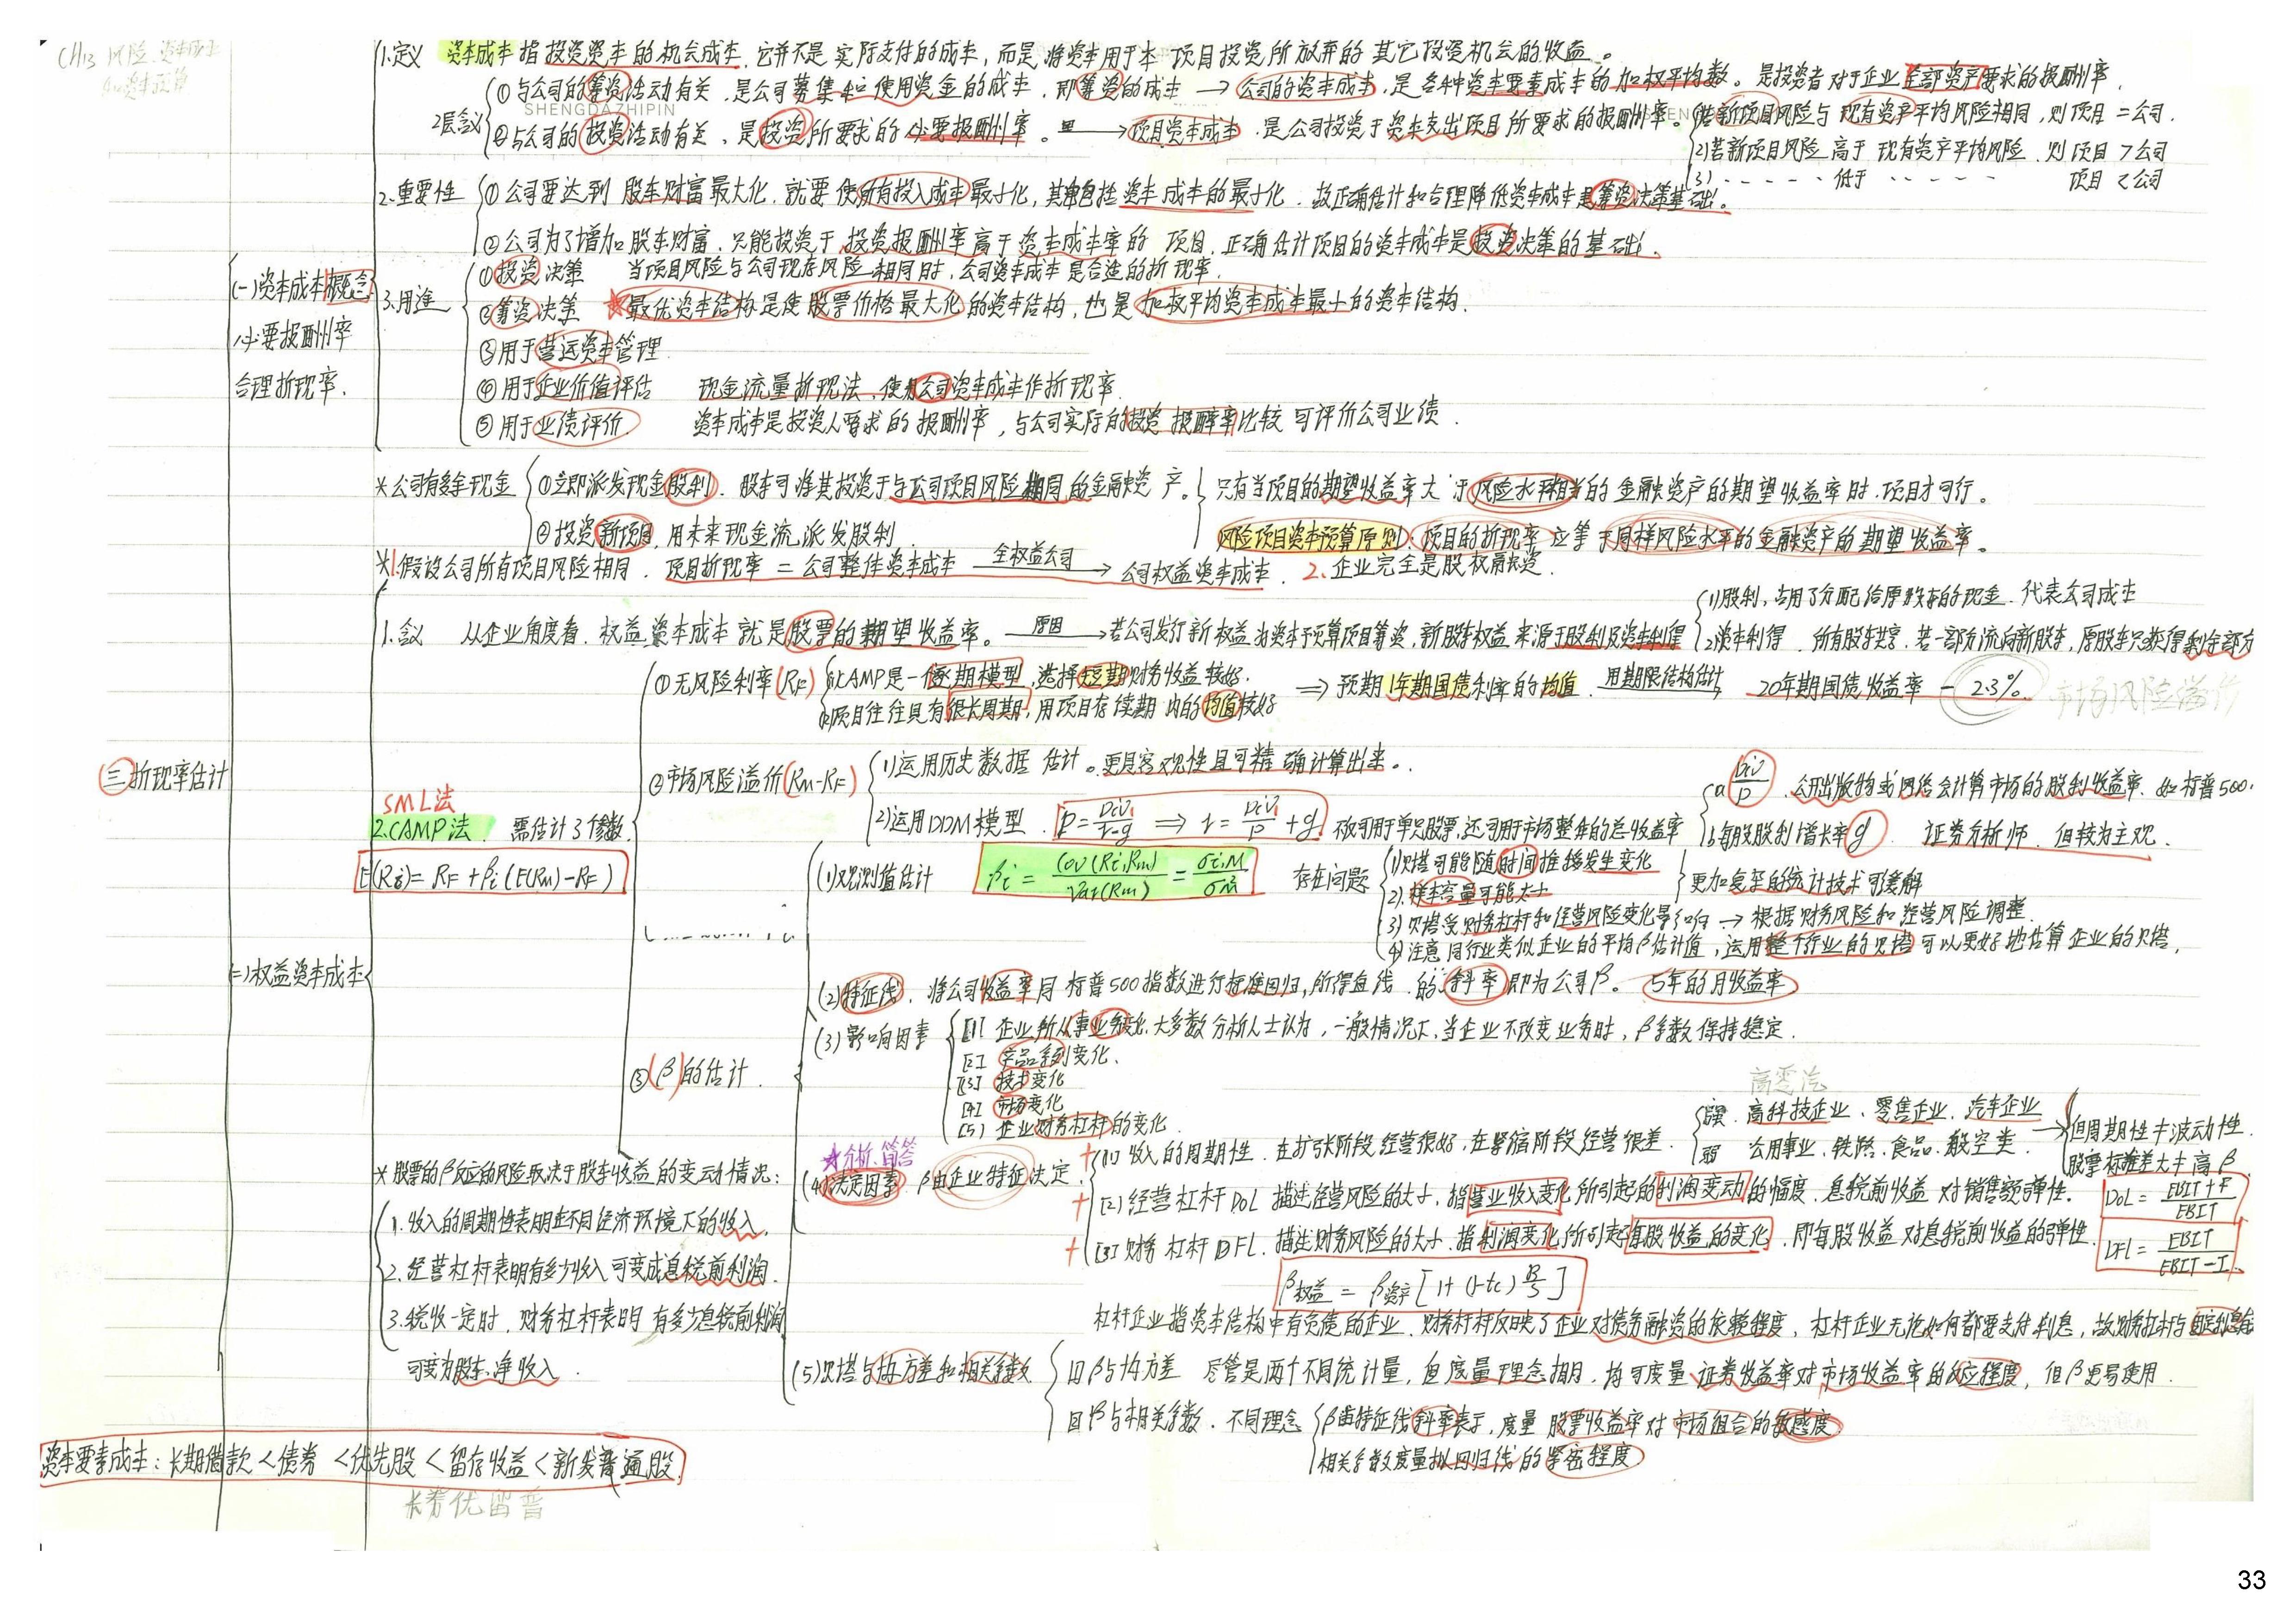 CH13 风险、资本成本
和资本预算
三 折现率估计
(一)资本成本概念
必要报酬率
合理折现率.
1.定义 资本成本指投资资本的机会成本.它并不是实际支付的成本,而是将资本用于本项目投资所放弃的其它投资机会的收益。
2层含义
①与公司的筹资活动有关,是公司募集和使用资金的成本,即筹资的成本 → 公司的资本成本,是各种资本要素成本的加权平均数。是投资者对于企业全部资产要求的报酬率.
SHENGDAZHIPIN
②与公司的投资活动有关,是投资所要求的必要报酬率。 → 项目资本成本.是公司投资于资本支出项目所要求的报酬率。
(1)若新项目风险与现有资产平均风险相同,则项目=公司.
(2)若新项目风险高于现有资产平均风险.则项目>公司
(3) - - - - - 低于 - - - - - 项目<公司
2.重要性 ①公司要达到股东财富最大化,就要使所有投入成本最小化,其中包括资本成本的最小化.故正确估计和合理降低资本成本是筹资决策基础.
②公司为了增加股东财富.只能投资于投资报酬率高于资本成本率的项目.正确估计项目的资本成本是投资决策的基础.
3.用途
①投资决策 当项目风险与公司现存风险相同时,公司资本成本是合适的折现率.
②筹资决策 ★最优资本结构是使股票价格最大化的资本结构,也是加权平均资本成本最小的资本结构.
③用于营运资本管理.
④用于企业价值评估 现金流量折现法、使用公司资本成本作折现率.
⑤用于业绩评价. 资本成本是投资人要求的报酬率,与公司实际的投资报酬率比较可评价公司业绩.
*公司有多余现金
①立即派发现金股利.股东可将其投资于与公司项目风险相同的金融资产。
②投资新项目,用未来现金流派发股利.
只有当项目的期望收益率大于风险水平相当的金融资产的期望收益率时.项目才可行。
风险项目资本预算原则:项目的折现率应等于同样风险水平的金融资产的期望收益率。
*1.假设公司所有项目风险相同.项目折现率=公司整体资本成本 全权益公司→ 公司权益资本成本. 2.企业完全是股权融资.
(二)权益资本成本
1.含义 从企业角度看.权益资本成本就是股票的期望收益率。 原因→ 若公司发行新权益为资本预算项目筹资,新股东权益来源于股利及资本利得
(1)股利,占用了分配给原股东的现金.代表公司成本
(2)资本利得.所有股东共享.若一部分流向新股东,原股东只获得剩余部分
SML法
2.CAMP法 需估计3个参数.
E(Ri)= RF+βi(E(Rm)-RF)
①无风险利率(RF)
(1)CAMP是一个逐期模型,选择短期财务收益较好.
(2)项目往往具有很长周期,用项目存续期内的均值较好
⇒ 预期1年期国债利率的均值. 用期限结构估计→ 20年期国债收益率 - 2.3% 市场风险溢价
②市场风险溢价(Rm-RF)
(1)运用历史数据估计。更具客观性且可精确计算出来。
(2)运用DDM模型. P=Div₁/(r-g) ⇒ r=Div₁/P+g. 不仅可用于单只股票,还可用于市场整体的总收益率
a Div/P 公开出版物或网络会计算市场的股利收益率.如标普500.
b每股股利增长率g. 证券分析师.但较为主观.
③(β)的估计.
(1)观测值估计 βi=Cov(Ri,Rm)/Var(Rm)=σi,M/σ²M
存在问题
(1)贝塔可能随时间推移发生变化
(2).样本容量可能太小
更加复杂的统计技术可缓解
(3)贝塔受财务杠杆和经营风险变化影响 → 根据财务风险和经营风险调整.
(4)注意同行业类似企业的平均β估计值,运用整个行业的贝塔可以更好地估算企业的贝塔,
(2)特征线.将公司收益率同标普500指数进行标准回归,所得直线的斜率即为公司β。 5年的月收益率
(3)影响因素
[1] 企业所从事业务变化.大多数分析人士认为,一般情况下.当企业不改变业务时,β系数保持稳定.
[2] 产品系列变化.
[3] 技术变化
[4] 市场变化
[5] 企业财务杠杆的变化.
★分析、简答
(4)决定因素.β由企业特征决定.
[1]收入的周期性.在扩张阶段经营很好,在紧缩阶段经营很差.
高零汽
强.高科技企业、零售企业、汽车企业
弱 公用事业、铁路、食品、航空类.
→ 但周期性≠波动性.
股票标准差大≠高β.
[2]经营杠杆DOL 描述经营风险的大小.指营业收入变化所引起的利润变动的幅度.息税前收益对销售额弹性. DOL=(EBIT+F)/EBIT
[3]财务杠杆DFL.描述财务风险的大小.指利润变化所引起每股收益的变化.即每股收益对息税前收益的弹性. DFL=EBIT/(EBIT-I)
β权益=β资产[1+(1-tc)B/S]
杠杆企业指资本结构中有负债的企业.财务杠杆反映了企业对债务融资的依赖程度,杠杆企业无论如何都要支付利息,故财务杠杆与固定利息
*股票的β反应的风险取决于股东收益的变动情况:
1.收入的周期性表明在不同经济环境下的收入.
2.经营杠杆表明有多少收入可变成息税前利润.
3.税收一定时.财务杠杆表明有多少息税前利润
可变为股东净收入.
(5)贝塔与协方差和相关系数
[1]β与协方差 尽管是两个不同统计量,但度量理念相同.均可度量证券收益率对市场收益率的反应程度,但β更易使用.
[2]β与相关系数.不同理念
β由特征线斜率表示,度量股票收益率对市场组合的敏感度
相关系数度量拟回归线的紧密程度
资本要素成本:长期借款<债券<优先股<留存收益<新发普通股.
长券优留普
33